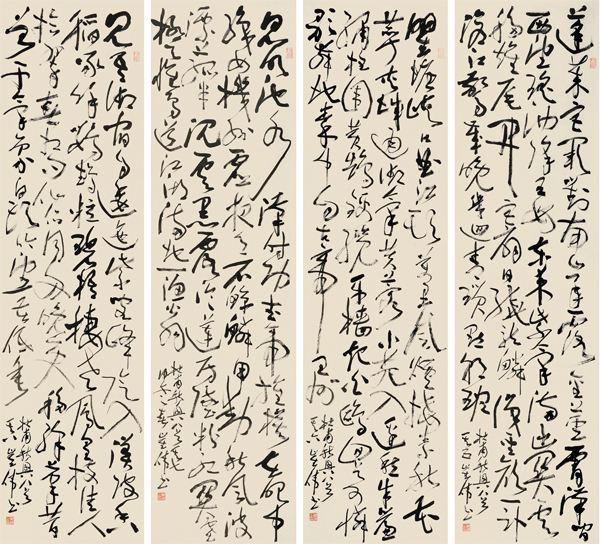 蓬莱宫阙对南山承露金茎霄汉间
西望瑶池降王母东来紫气满函关云
移雉尾开宫扇日绕龙鳞识圣颜一卧
沧江惊岁晚几回青琐点朝班
杜甫秋兴八首
其五
瞿塘峡口曲江头万里风烟接素秋花
萼夹城通御气芙蓉小苑入边愁珠帘
绣柱围黄鹄锦缆牙樯起白鸥回首可怜
歌舞地秦中自古帝王州
杜甫秋兴八首
其六
昆明池水汉时功武帝旌旗在眼中
织女机丝虚夜月石鲸鳞甲动秋风波
漂菰米沉云黑露冷莲房坠粉红关塞
极天惟鸟道江湖满地一渔翁
杜甫秋兴八首之七
昆吾御宿自逶迤紫阁峰阴入渼陂香
稻啄馀鹦鹉粒碧梧栖老凤凰枝佳人
拾翠春相问仙侣同舟晚更移彩笔昔
曾干气象白头吟望苦低垂
杜甫秋兴八首